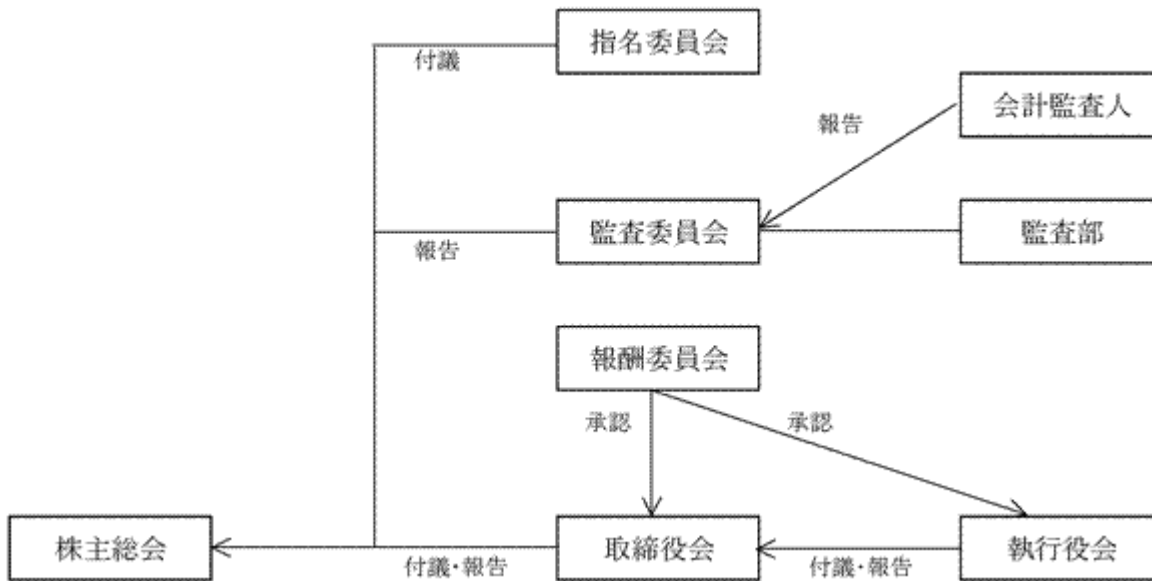 指名委員会
付議
会計監査人
報告
監査委員会
監査部
報告
報酬委員会
承認
承認
株主総会
取締役会
執行役会
付議・報告
付議・報告